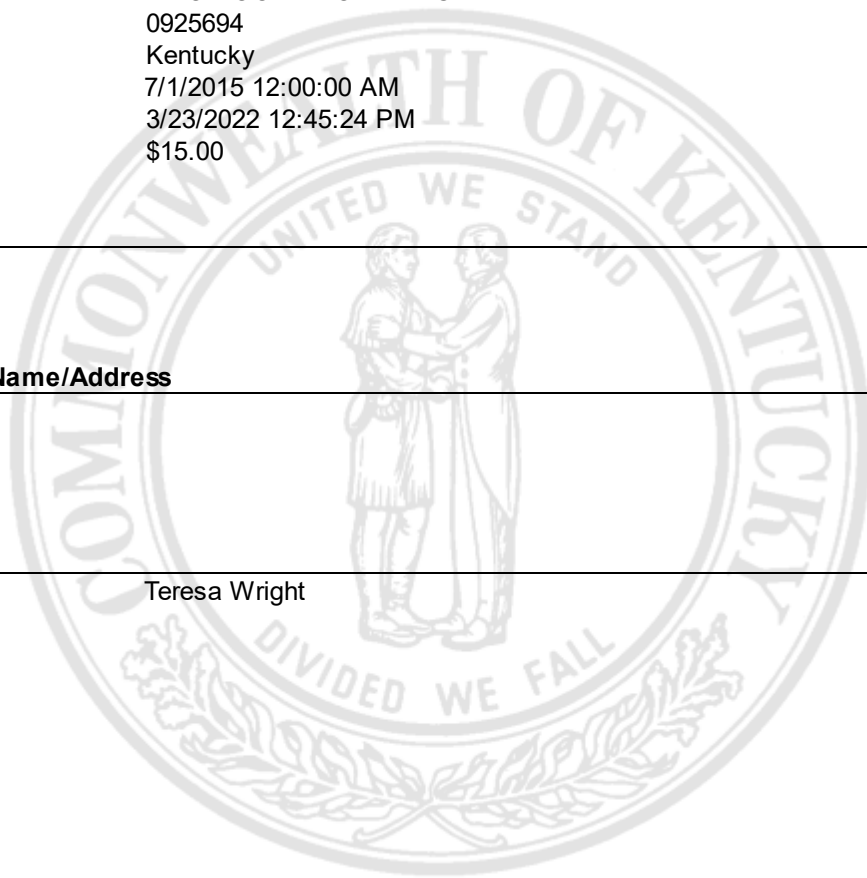 0925694
Kentucky
7/1/2015 12:00:00 AM
3/23/2022 12:45:24 PM
$15.00
COMMONWEALTH OF KENTUCKY
UNITED WE STAND
Name/Address
Teresa Wright
DIVIDED WE FALL